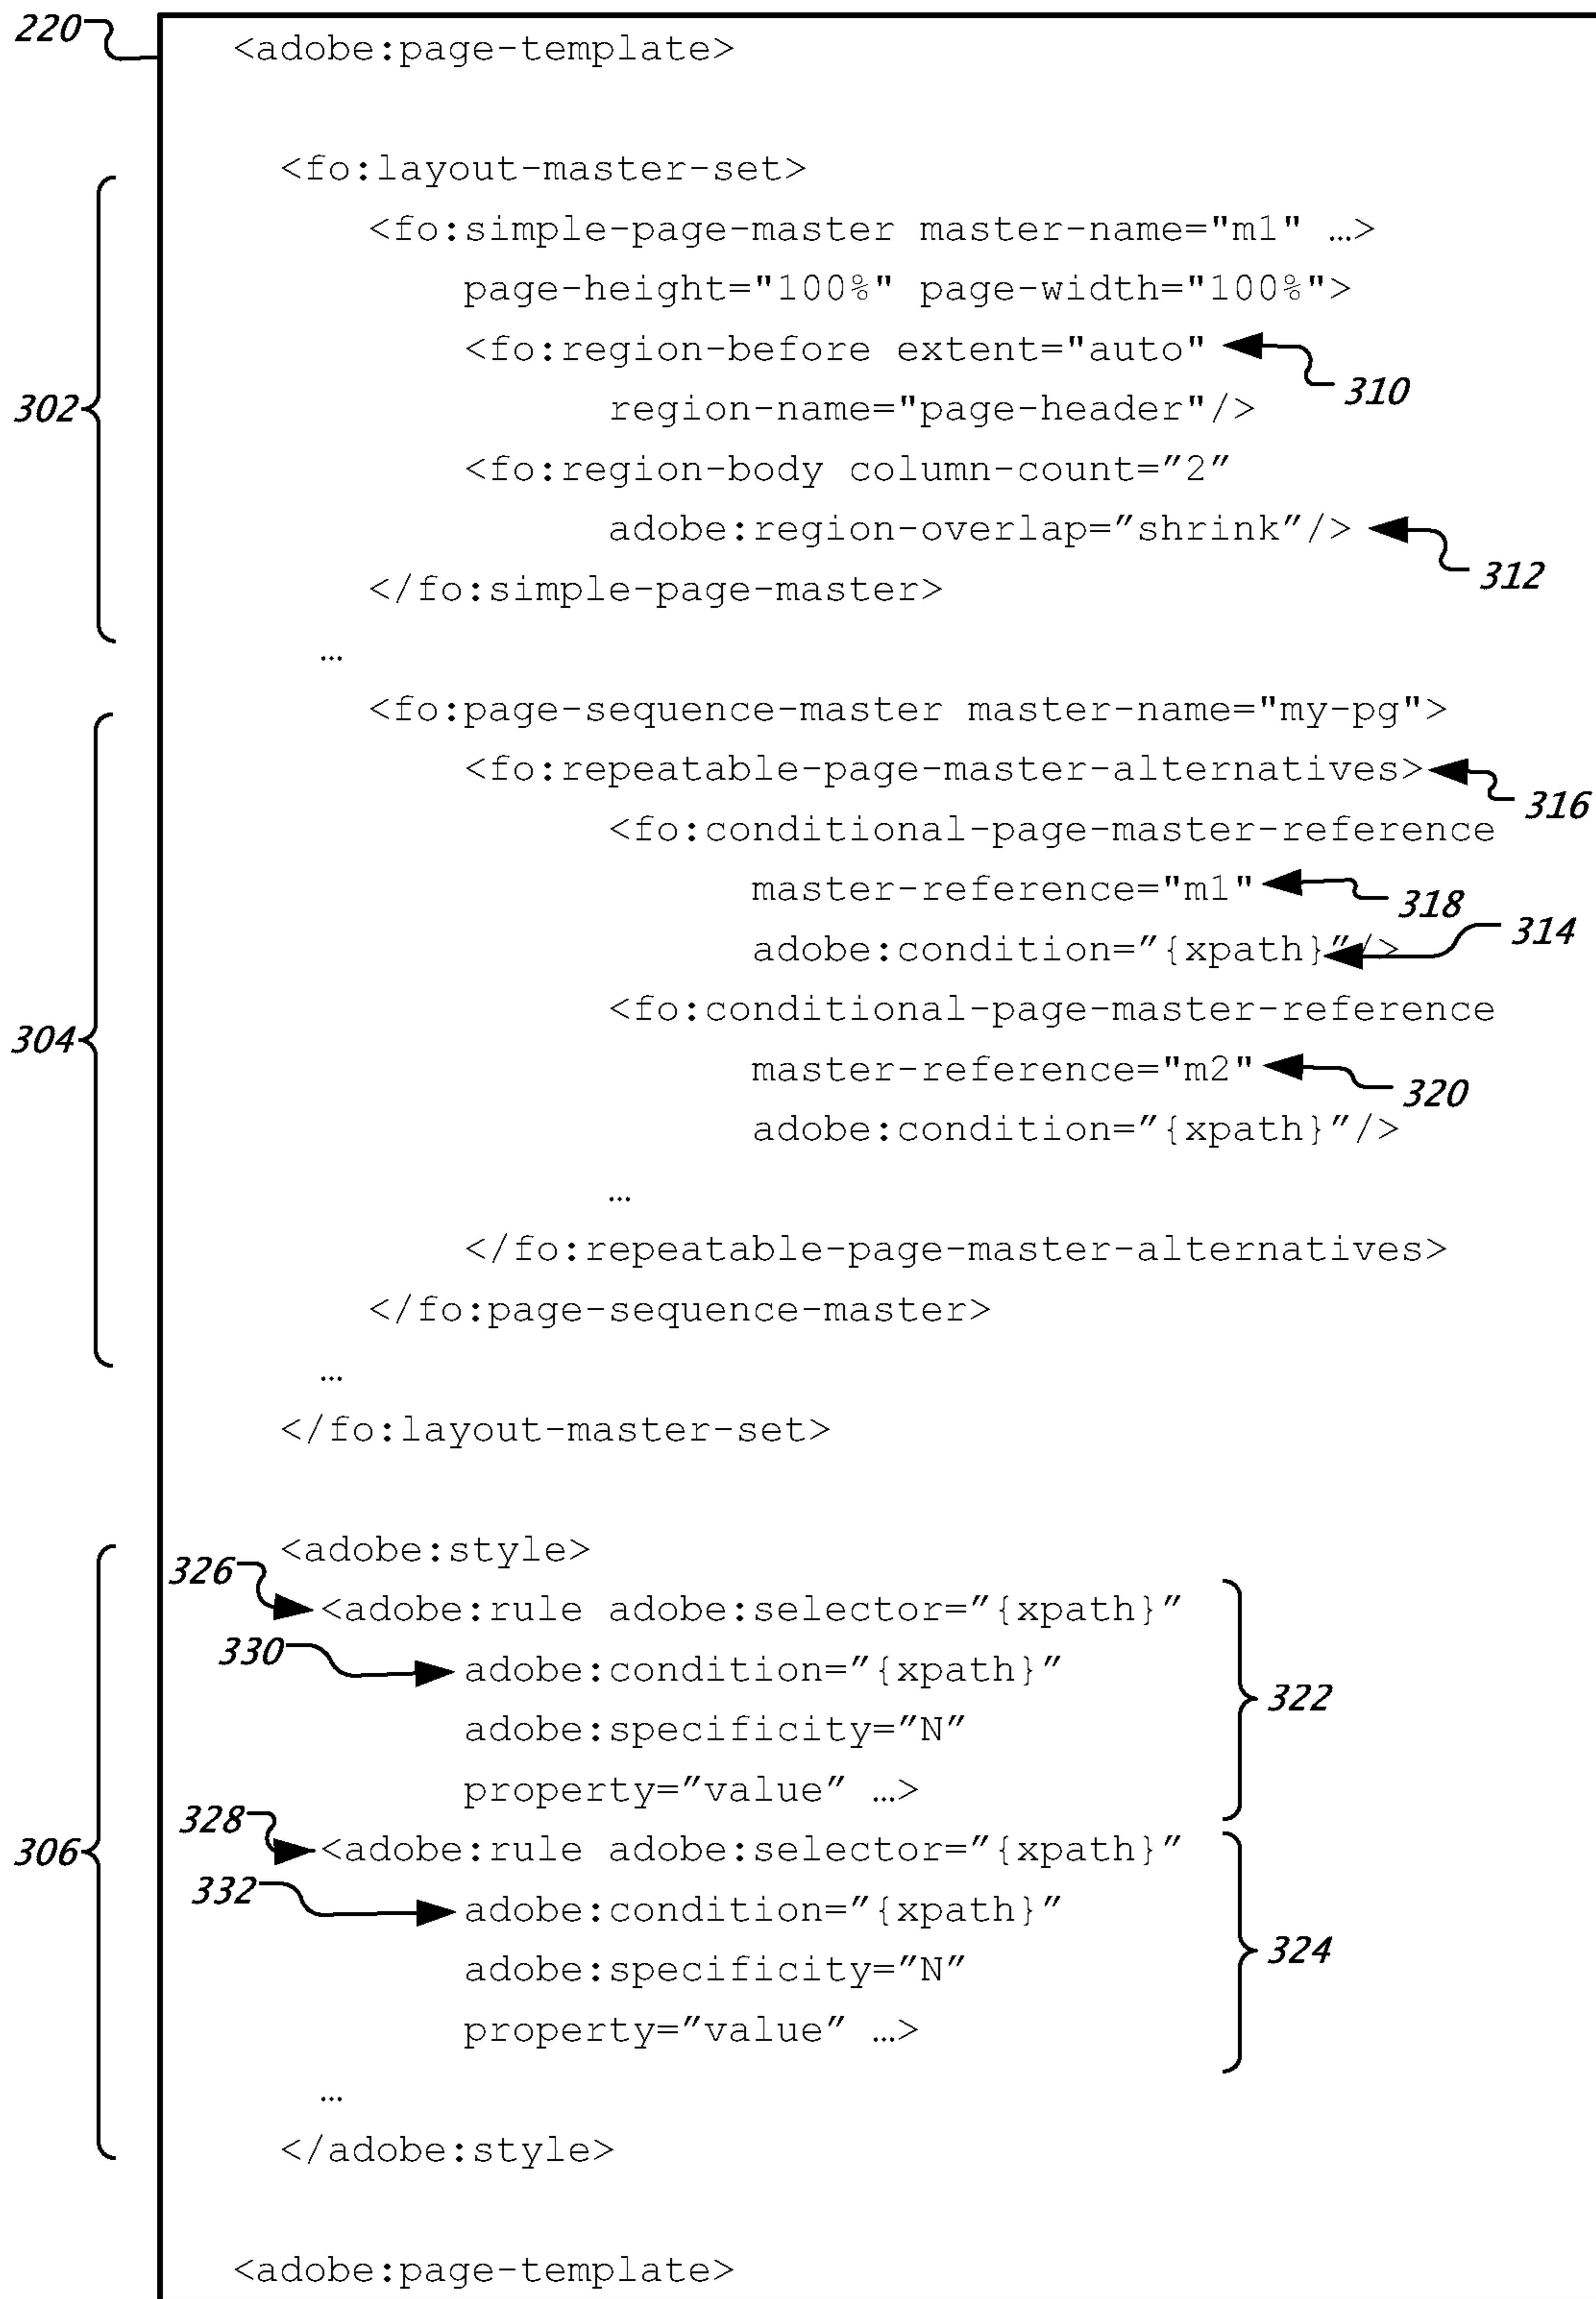 220 <adobe:page-template>
<fo:layout-master-set>
<fo:simple-page-master master-name="m1" …>
page-height="100%" page-width="100%">
<fo:region-before extent="auto" 310
302 region-name="page-header"/>
<fo:region-body column-count=”2”
adobe:region-overlap=”shrink”/> 312
</fo:simple-page-master>
…
<fo:page-sequence-master master-name="my-pg">
<fo:repeatable-page-master-alternatives> 316
<fo:conditional-page-master-reference
master-reference="m1" 318
adobe:condition=”{xpath}”/> 314
<fo:conditional-page-master-reference
304
master-reference="m2" 320
adobe:condition=”{xpath}”/>
…
</fo:repeatable-page-master-alternatives>
</fo:page-sequence-master>
…
</fo:layout-master-set>
<adobe:style>
326 <adobe:rule adobe:selector=”{xpath}”
330 adobe:condition=”{xpath}”
322
adobe:specificity=”N”
property=”value” …>
306 328 <adobe:rule adobe:selector=”{xpath}”
332 adobe:condition=”{xpath}”
324
adobe:specificity=”N”
property=”value” …>
…
</adobe:style>
<adobe:page-template>